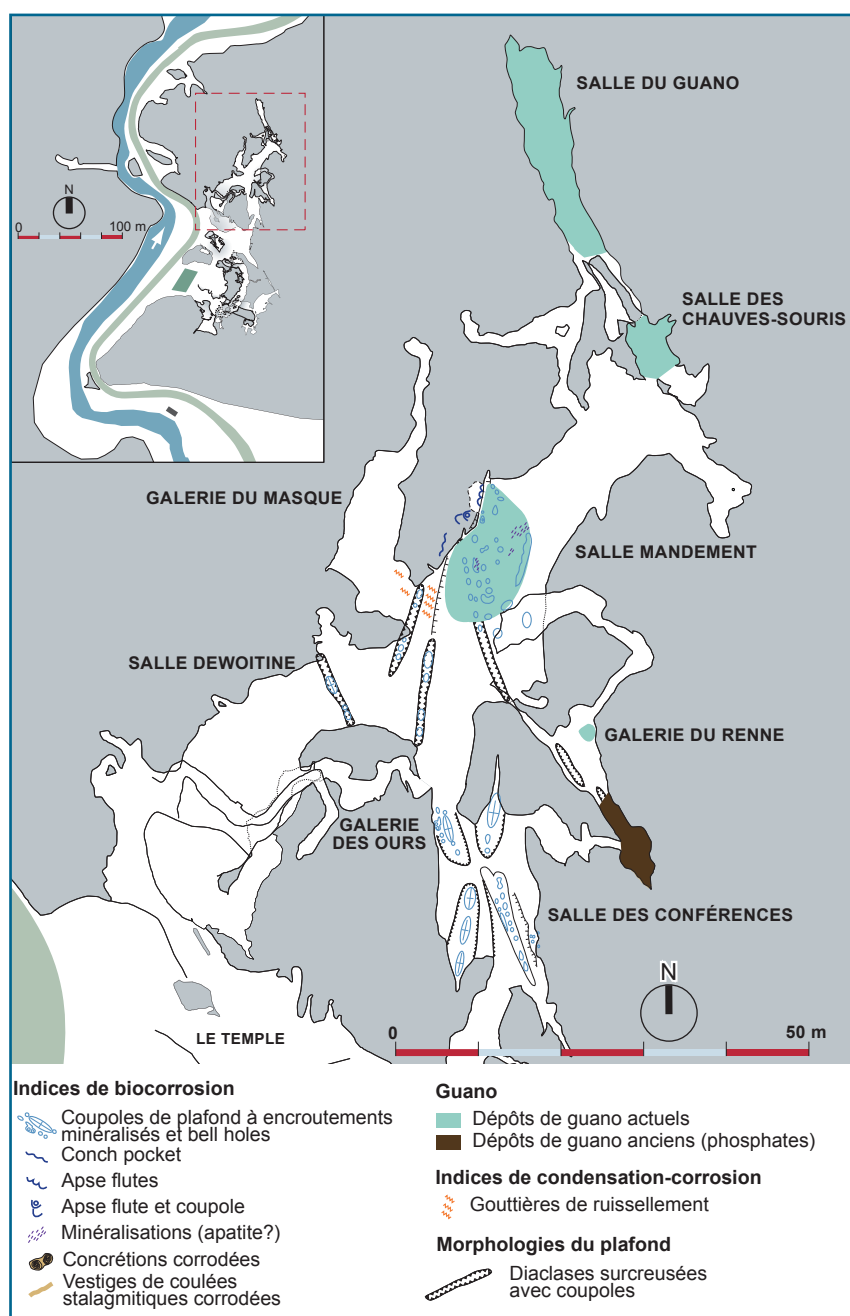 N
0
100 m
SALLE DU GUANO
SALLE DES
CHAUVES-SOURIS
GALERIE DU MASQUE
SALLE MANDEMENT
SALLE DEWOITINE
GALERIE DU RENNE
GALERIE
DES OURS
SALLE DES CONFÉRENCES
N
LE TEMPLE
0
50 m
Indices de biocorrosion
Coupoles de plafond à encroutements
minéralisés et bell holes
Conch pocket
Apse flutes
Apse flute et coupole
Minéralisations (apatite?)
Concrétions corrodées
Vestiges de coulées
stalagmitiques corrodées
Guano
Dépôts de guano actuels
Dépôts de guano anciens (phosphates)
Indices de condensation-corrosion
Gouttières de ruissellement
Morphologies du plafond
Diaclases surcreusées
avec coupoles